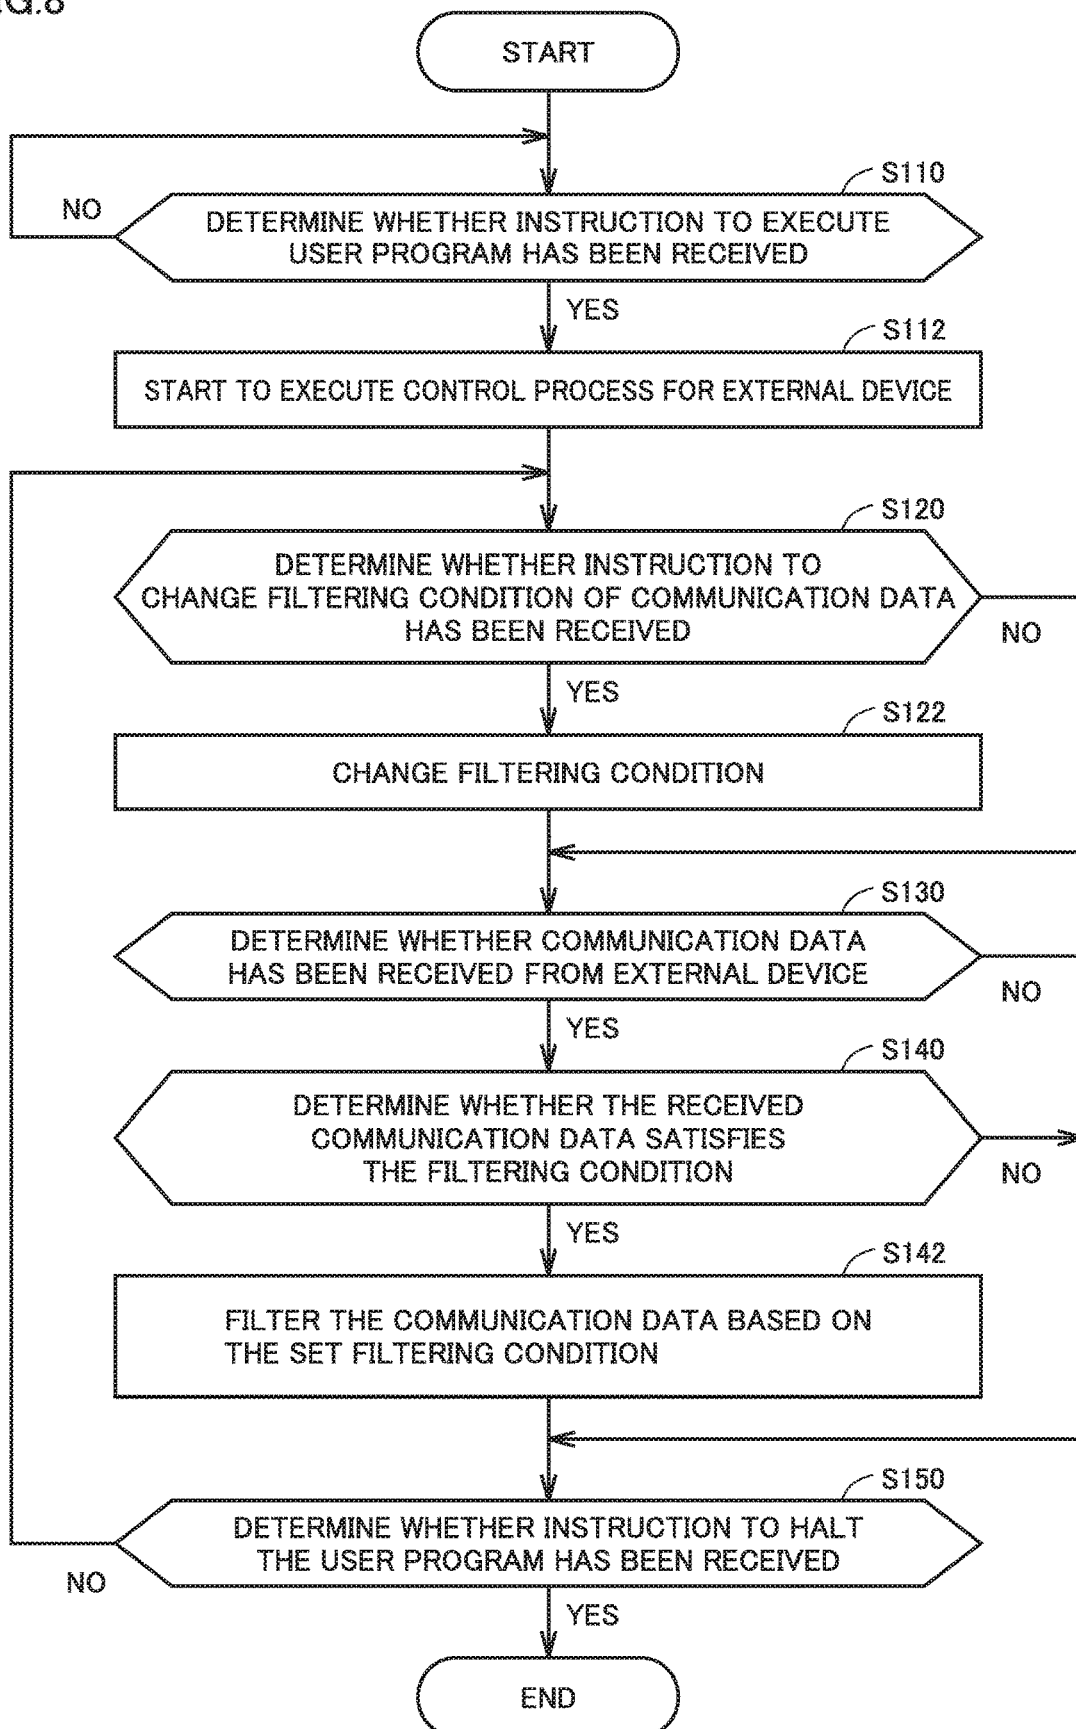 G.8
START
S110
NO
DETERMINE WHETHER INSTRUCTION TO EXECUTE
USER PROGRAM HAS BEEN RECEIVED
YES
S112
START TO EXECUTE CONTROL PROCESS FOR EXTERNAL DEVICE
S120
DETERMINE WHETHER INSTRUCTION TO
CHANGE FILTERING CONDITION OF COMMUNICATION DATA
HAS BEEN RECEIVED
NO
YES
S122
CHANGE FILTERING CONDITION
S130
DETERMINE WHETHER COMMUNICATION DATA
HAS BEEN RECEIVED FROM EXTERNAL DEVICE
NO
YES
S140
DETERMINE WHETHER THE RECEIVED
COMMUNICATION DATA SATISFIES
THE FILTERING CONDITION
NO
YES
S142
FILTER THE COMMUNICATION DATA BASED ON
THE SET FILTERING CONDITION
S150
DETERMINE WHETHER INSTRUCTION TO HALT
THE USER PROGRAM HAS BEEN RECEIVED
NO
YES
END